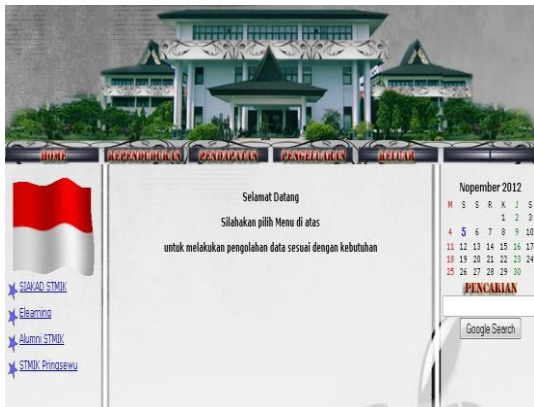 HOME KEPENDUDUKAN PENDAPATAN PENGELUARAN KELUAR
SIAKAD STMIK
Elearning
Alumni STMIK
STMIK Pringsewu
Selamat Datang
Silahakan pilih Menu di atas
untuk melakukan pengolahan data sesuai dengan kebutuhan
Nopember 2012
M S S R K J S
1 2 3
4 5 6 7 8 9 10
11 12 13 14 15 16 17
18 19 20 21 22 23 24
25 26 27 28 29 30
PENCARIAN
Google Search